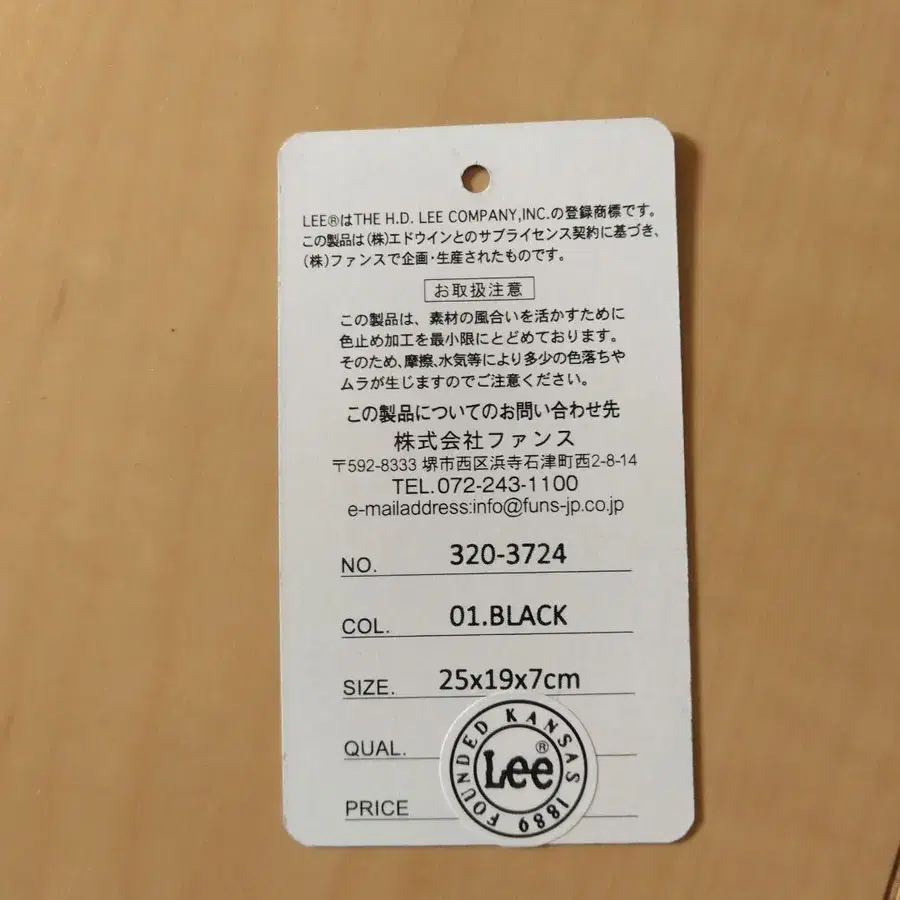 LEE®はTHE H.D. LEE COMPANY,INC.の登録商標です。
この製品は(株)エドウインとのサブライセンス契約に基づき、
(株)ファンスで企画・生産されたものです。
お取扱注意
この製品は、素材の風合いを活かすために
色止め加工を最小限にとどめております。
そのため、摩擦、水気等により多少の色落ちや
ムラが生じますのでご注意ください。
この製品についてのお問い合わせ先
株式会社ファンス
〒592-8333 堺市西区浜寺石津町西2-8-14
TEL.072-243-1100
e-mailaddress:info@funs-jp.co.jp
NO. 320-3724
COL. 01.BLACK
SIZE. 25x19x7cm
QUAL.
PRICE
FOUNDED KANSAS 1889
Lee®